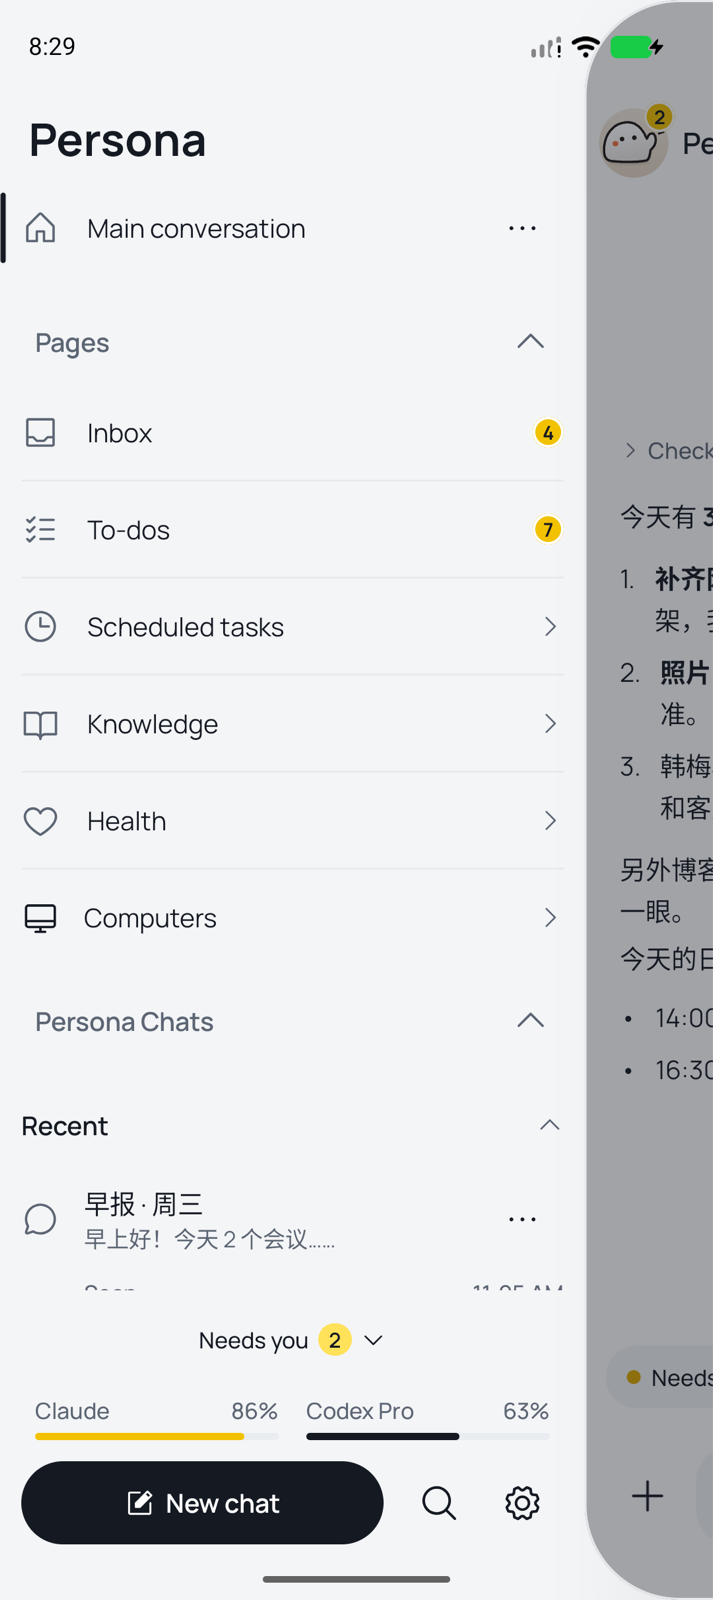 8:29
Persona
Main conversation
Pages
Inbox
4
To-dos
7
Scheduled tasks
Knowledge
Health
Computers
Persona Chats
Recent
早报 · 周三
早上好！今天 2 个会议……
Needs you 2
Claude 86% Codex Pro 63%
New chat
2
Pe
Check
今天有 3
1. 补齐
架，
2. 照片
准。
3. 韩梅
和客
另外博客
一眼。
今天的日
• 14:00
• 16:30
Needs